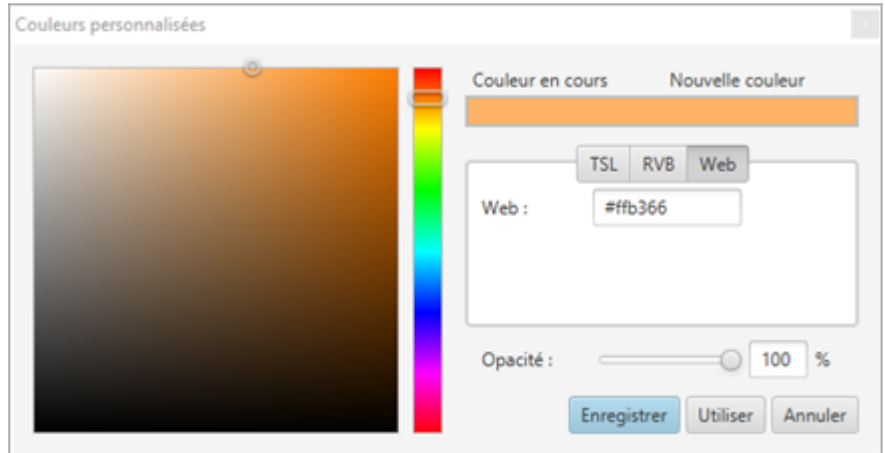 Couleurs personnalisées
Couleur en cours Nouvelle couleur
TSL RVB Web
Web : #ffb366
Opacité : 100 %
Enregistrer Utiliser Annuler